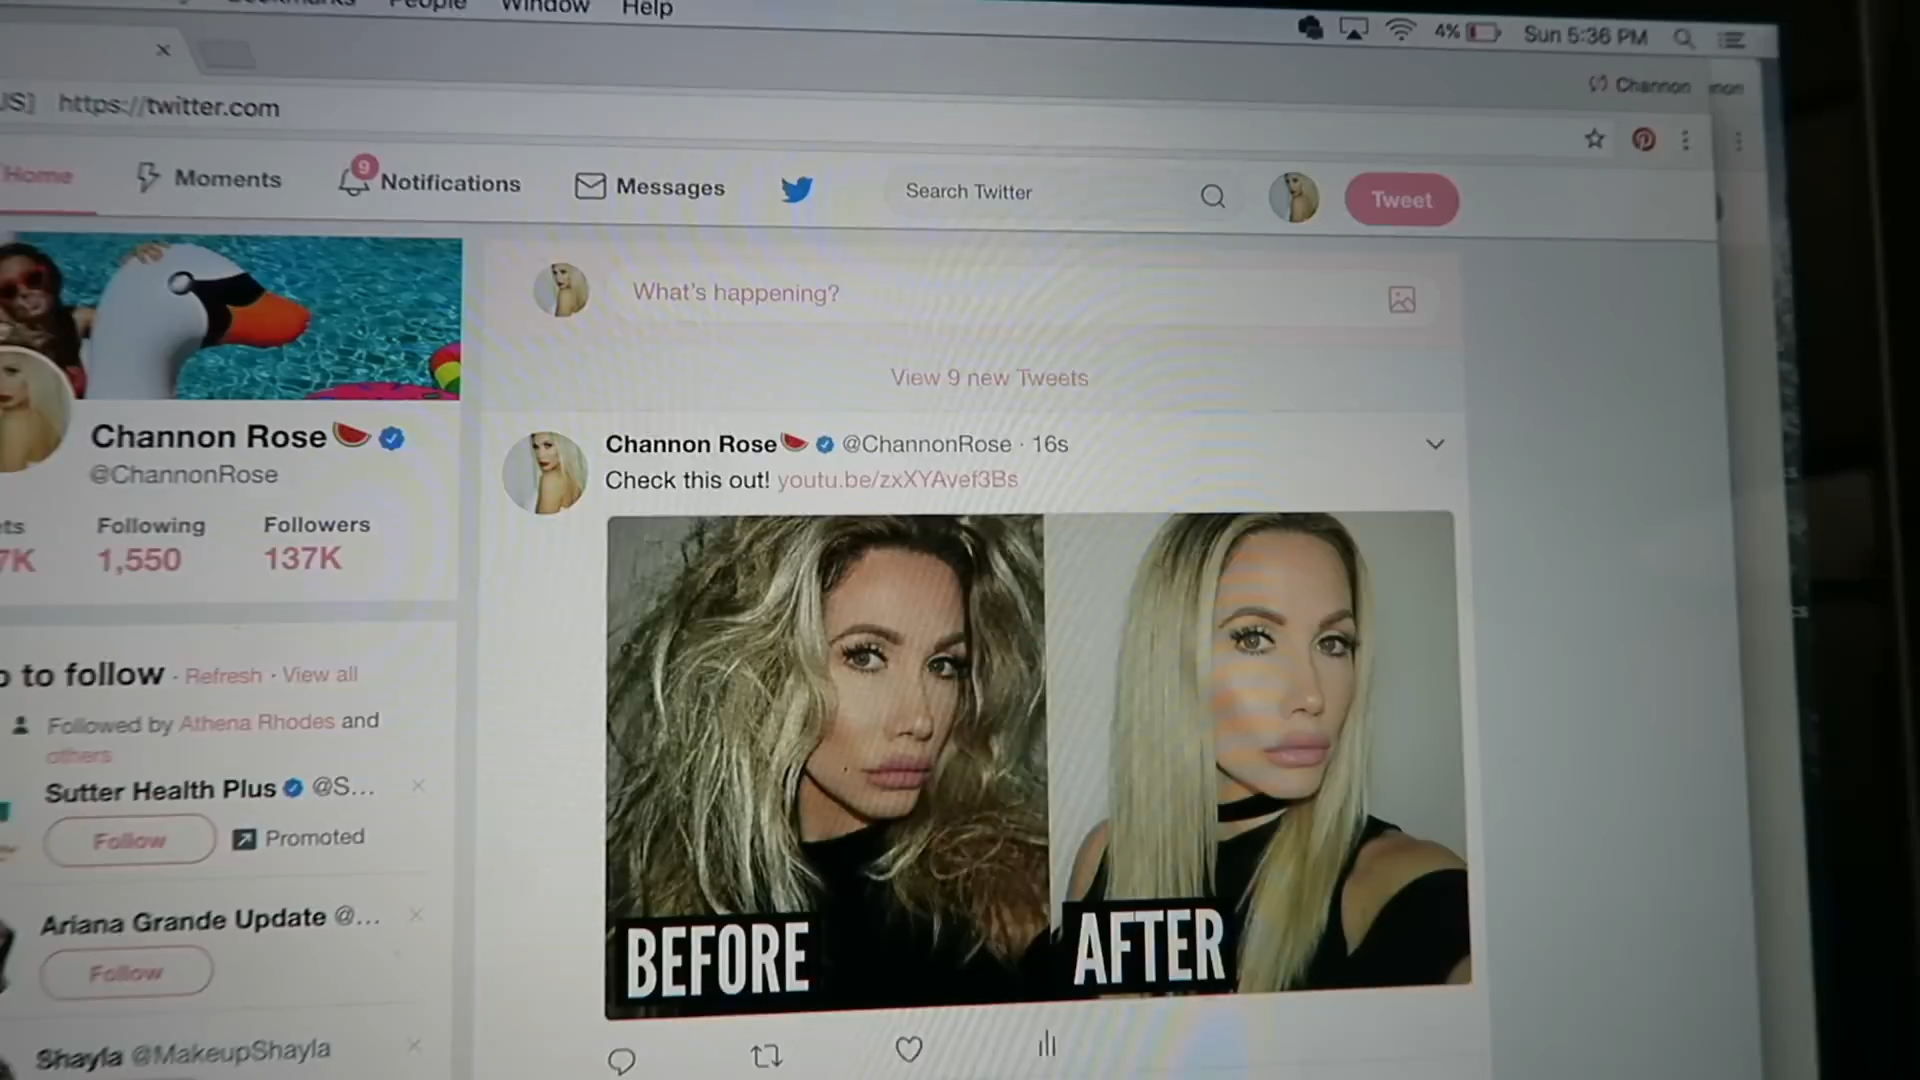 People Window Help
4% Sun 5:36 PM
Channon
https://twitter.com
Home Moments 9 Notifications Messages Search Twitter Tweet
What's happening?
View 9 new Tweets
Channon Rose
@ChannonRose
Following Followers
7K 1,550 137K
Channon Rose @ChannonRose · 16s
Check this out! youtu.be/zxXYAvef3Bs
BEFORE AFTER
to follow · Refresh · View all
Followed by Athena Rhodes and
others
Sutter Health Plus @S...
Follow Promoted
Ariana Grande Update @...
Follow
Shayla @MakeupShayla